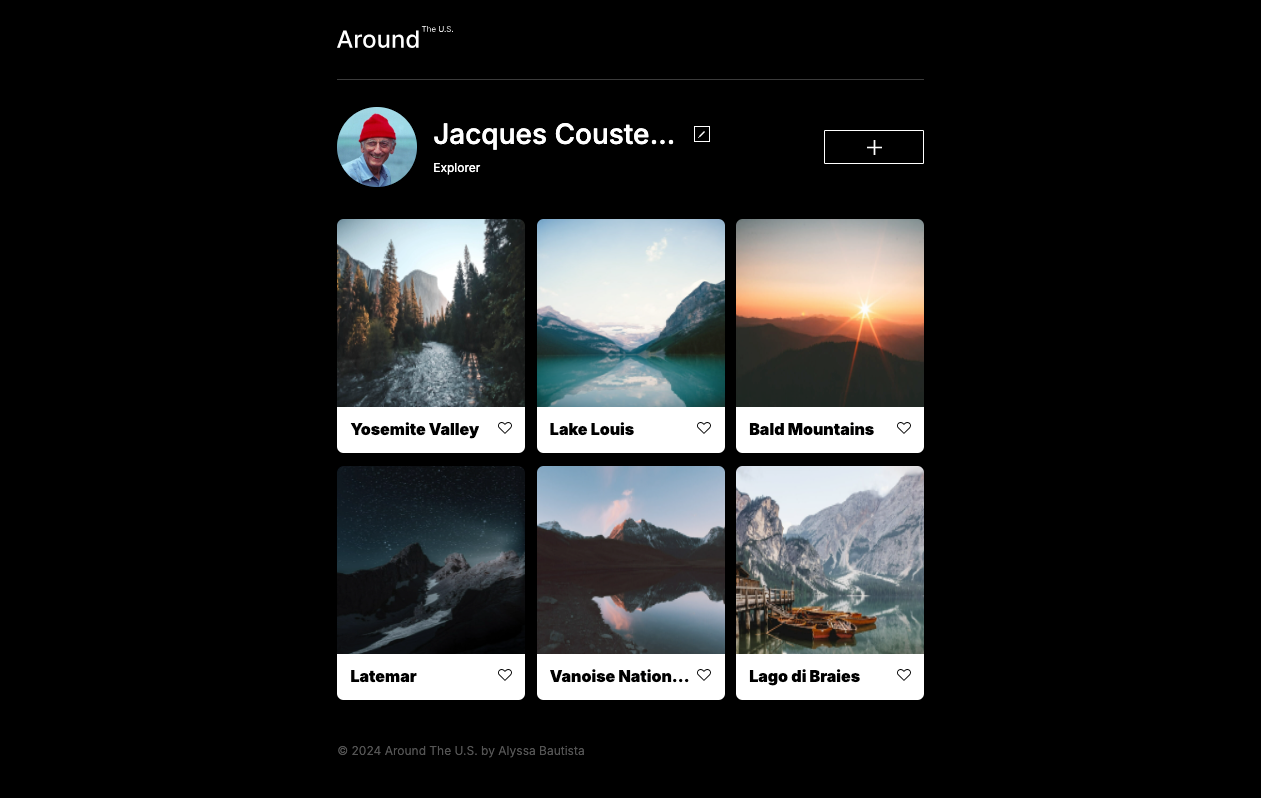 Around The U.S.
Jacques Couste...
Explorer
Yosemite Valley
Lake Louis
Bald Mountains
Latemar
Vanoise Nation...
Lago di Braies
© 2024 Around The U.S. by Alyssa Bautista